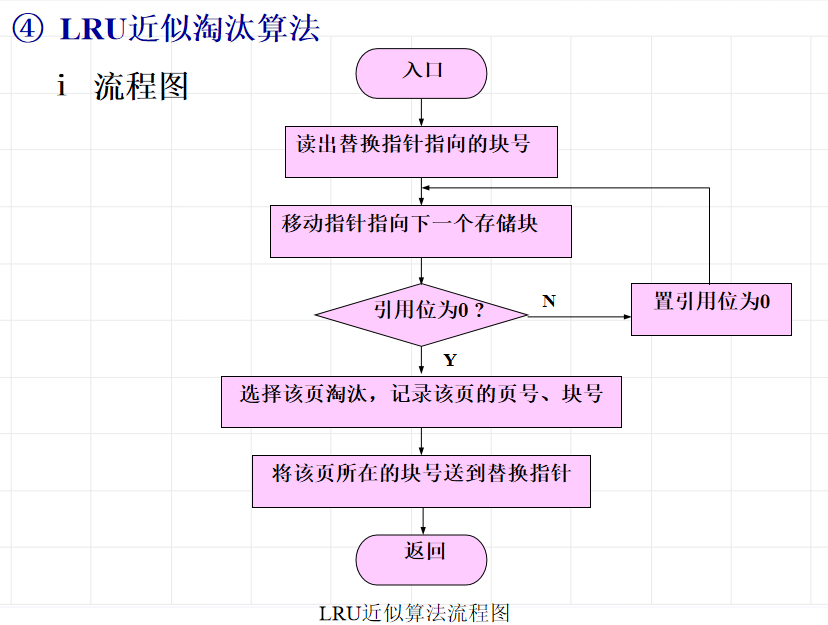 ④ LRU近似淘汰算法
i 流程图
入口
读出替换指针指向的块号
移动指针指向下一个存储块
引用位为0？
N
置引用位为0
Y
选择该页淘汰，记录该页的页号、块号
将该页所在的块号送到替换指针
返回
LRU近似算法流程图